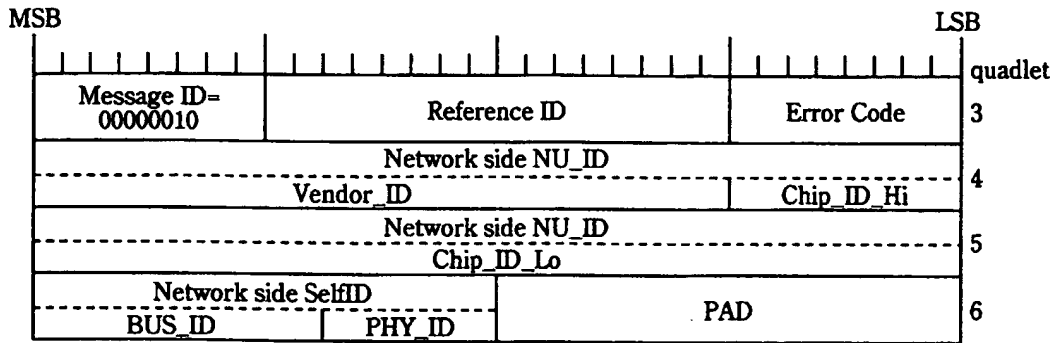 MSB LSB
quadlet
Message ID=
00000010
Reference ID
Error Code
3
Network side NU_ID
4
Vendor_ID
Chip_ID_Hi
Network side NU_ID
5
Chip_ID_Lo
Network side SelfID
PAD
6
BUS_ID
PHY_ID